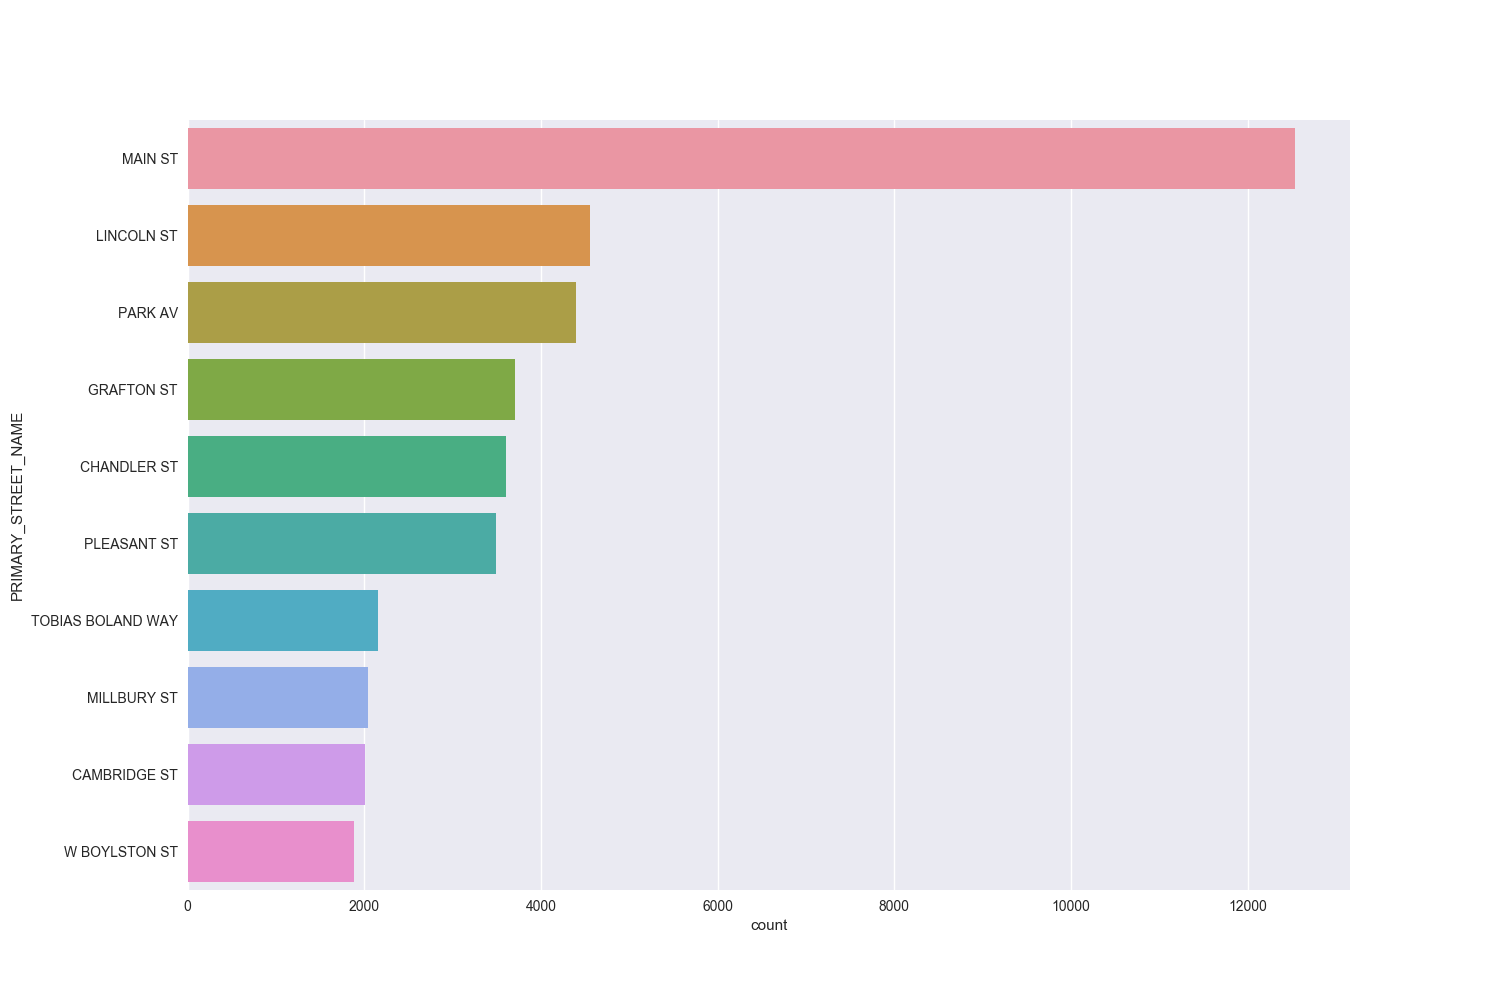 PRIMARY_STREET_NAME
MAIN ST
LINCOLN ST
PARK AV
GRAFTON ST
CHANDLER ST
PLEASANT ST
TOBIAS BOLAND WAY
MILLBURY ST
CAMBRIDGE ST
W BOYLSTON ST
0 2000 4000 6000 8000 10000 12000
count